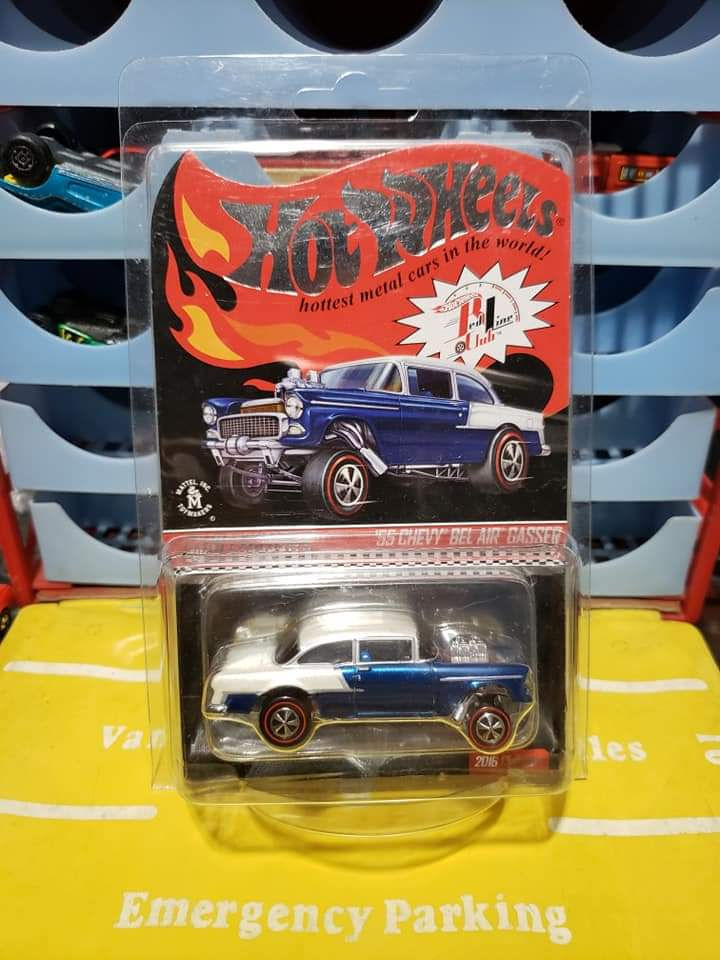 Hot Wheels®
hottest metal cars in the world!
Red Line
Club™
MATTEL, INC.
M
TOYMAKERS
©
'55 CHEVY® BEL AIR® GASSER
2016
Emergency Parking